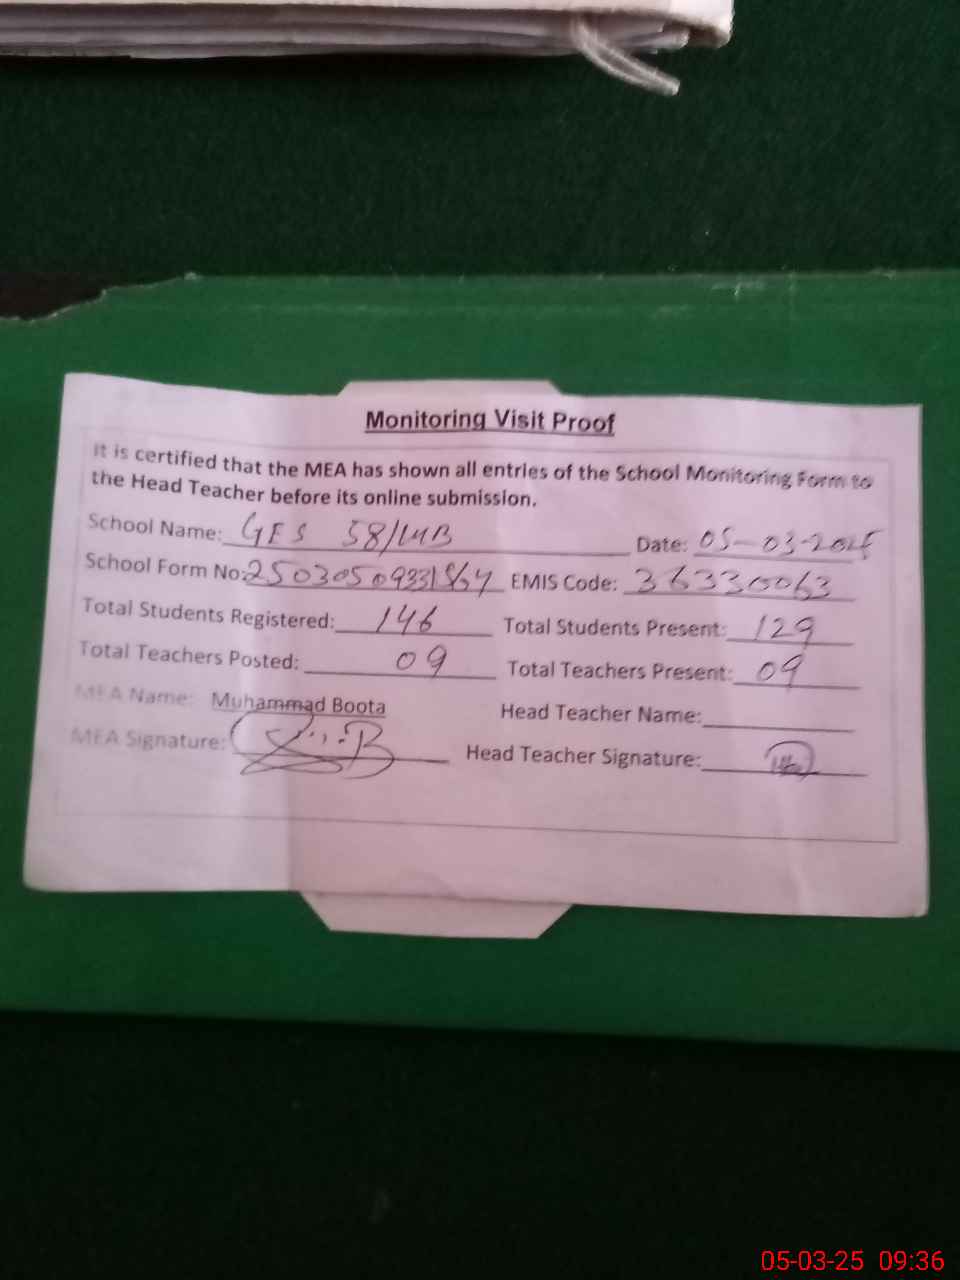 Monitoring Visit Proof
It is certified that the MEA has shown all entries of the School Monitoring Form to
the Head Teacher before its online submission.
School Name: GES 58/MB Date: 05-03-2025
School Form No: EMIS Code: 36330063
Total Students Registered: 146 Total Students Present: 129
Total Teachers Posted: 09 Total Teachers Present: 09
MEA Name: Muhammad Boota Head Teacher Name:
MEA Signature: Head Teacher Signature:
05-03-25 09:36